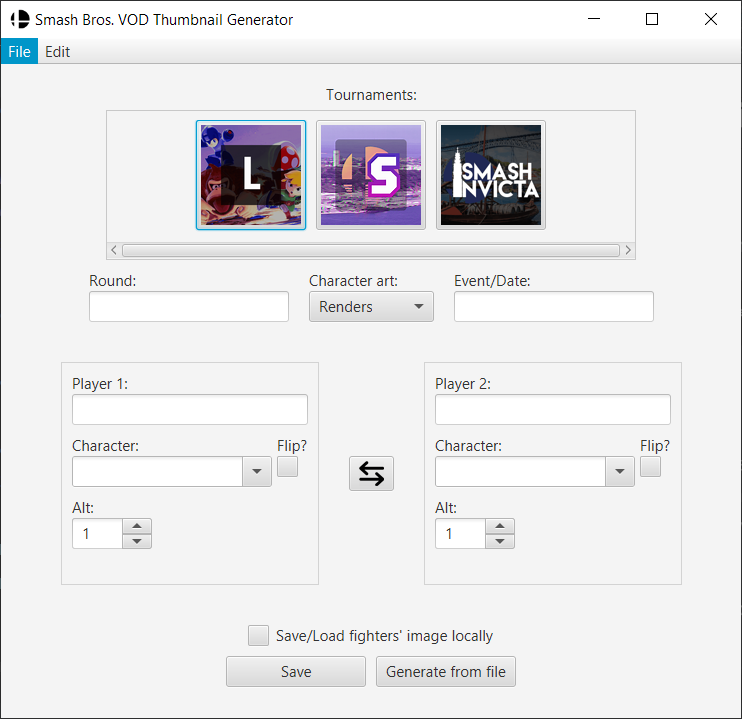 Smash Bros. VOD Thumbnail Generator
File Edit
Tournaments:
L
S
SMASH
INVICTA
Round: Character art: Event/Date:
Renders
Player 1: Player 2:
Character: Flip? Character: Flip?
Alt: Alt:
1 1
Save/Load fighters' image locally
Save Generate from file